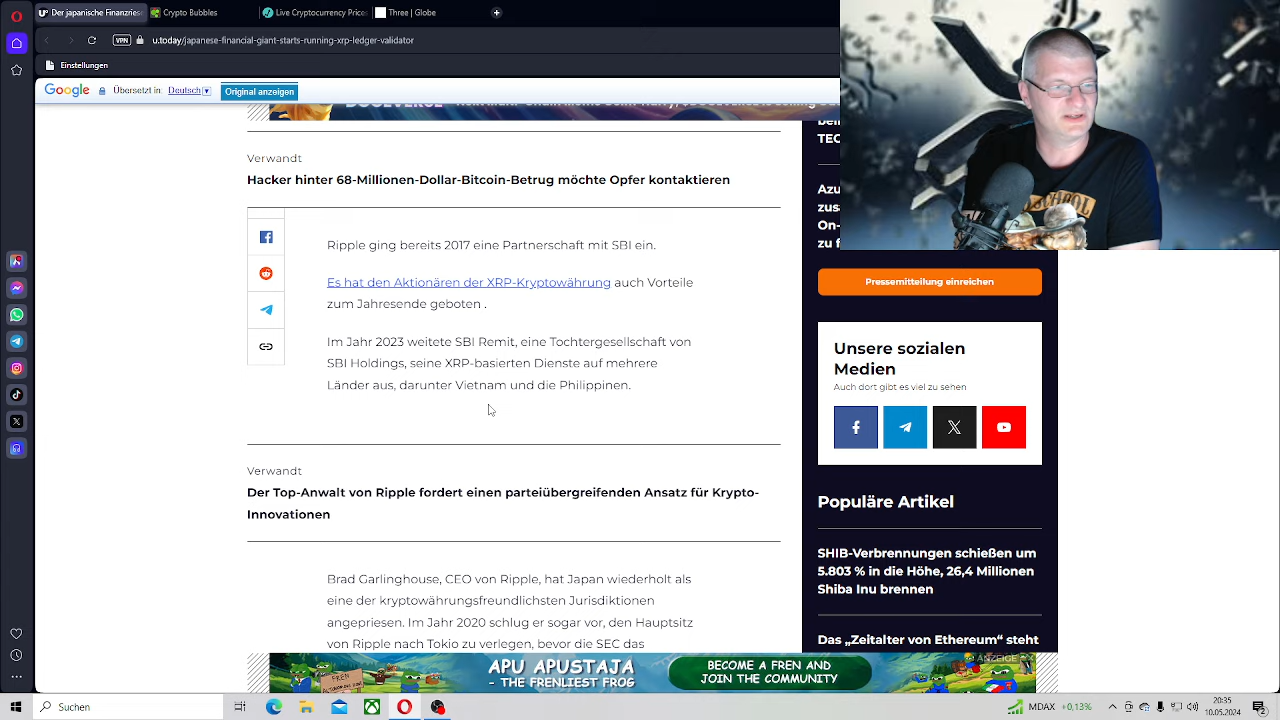 Der japanische Finanzries
Crypto Bubbles
Live Cryptocurrency Prices
Three | Globe
VPN
u.today/japanese-financial-giant-starts-running-xrp-ledger-validator
Einstellungen
Google
Übersetzt in: Deutsch
Original anzeigen
Verwandt
Hacker hinter 68-Millionen-Dollar-Bitcoin-Betrug möchte Opfer kontaktieren
Ripple ging bereits 2017 eine Partnerschaft mit SBI ein.
Es hat den Aktionären der XRP-Kryptowährung auch Vorteile
zum Jahresende geboten .
Im Jahr 2023 weitete SBI Remit, eine Tochtergesellschaft von
SBI Holdings, seine XRP-basierten Dienste auf mehrere
Länder aus, darunter Vietnam und die Philippinen.
Verwandt
Der Top-Anwalt von Ripple fordert einen parteiübergreifenden Ansatz für Krypto-
Innovationen
Brad Garlinghouse, CEO von Ripple, hat Japan wiederholt als
eine der kryptowährungsfreundlichsten Jurisdiktionen
angepriesen. Im Jahr 2020 schlug er sogar vor, den Hauptsitz
von Ripple nach Tokio zu verlegen, bevor die SEC das
TEC
Azu
zusa
On-
zu f
Pressemitteilung einreichen
Unsere sozialen
Medien
Auch dort gibt es viel zu sehen
Populäre Artikel
SHIB-Verbrennungen schießen um
5.803 % in die Höhe, 26,4 Millionen
Shiba Inu brennen
Das „Zeitalter von Ethereum“ steht
ANZEIGE
APU APUSTAJA
- THE FRENLIEST FROG
BECOME A FREN AND
JOIN THE COMMUNITY
Suchen
MDAX +0,13%
20:35
10.05.2024